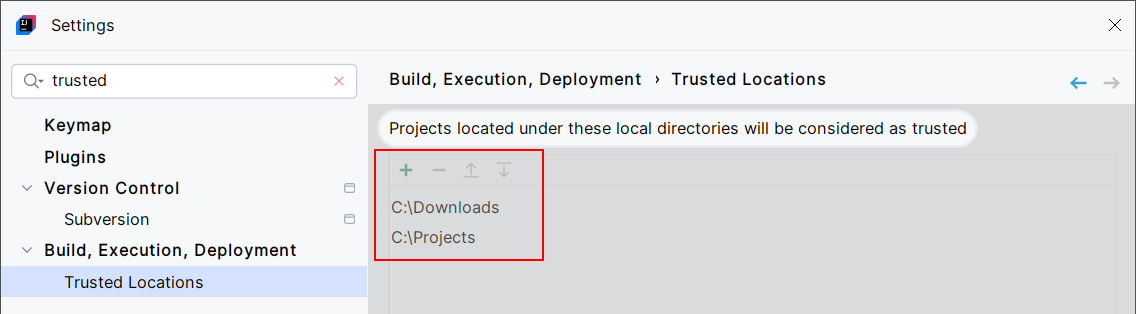 Settings
trusted
Keymap
Plugins
Version Control
Subversion
Build, Execution, Deployment
Trusted Locations
Build, Execution, Deployment › Trusted Locations
Projects located under these local directories will be considered as trusted
C:\Downloads
C:\Projects